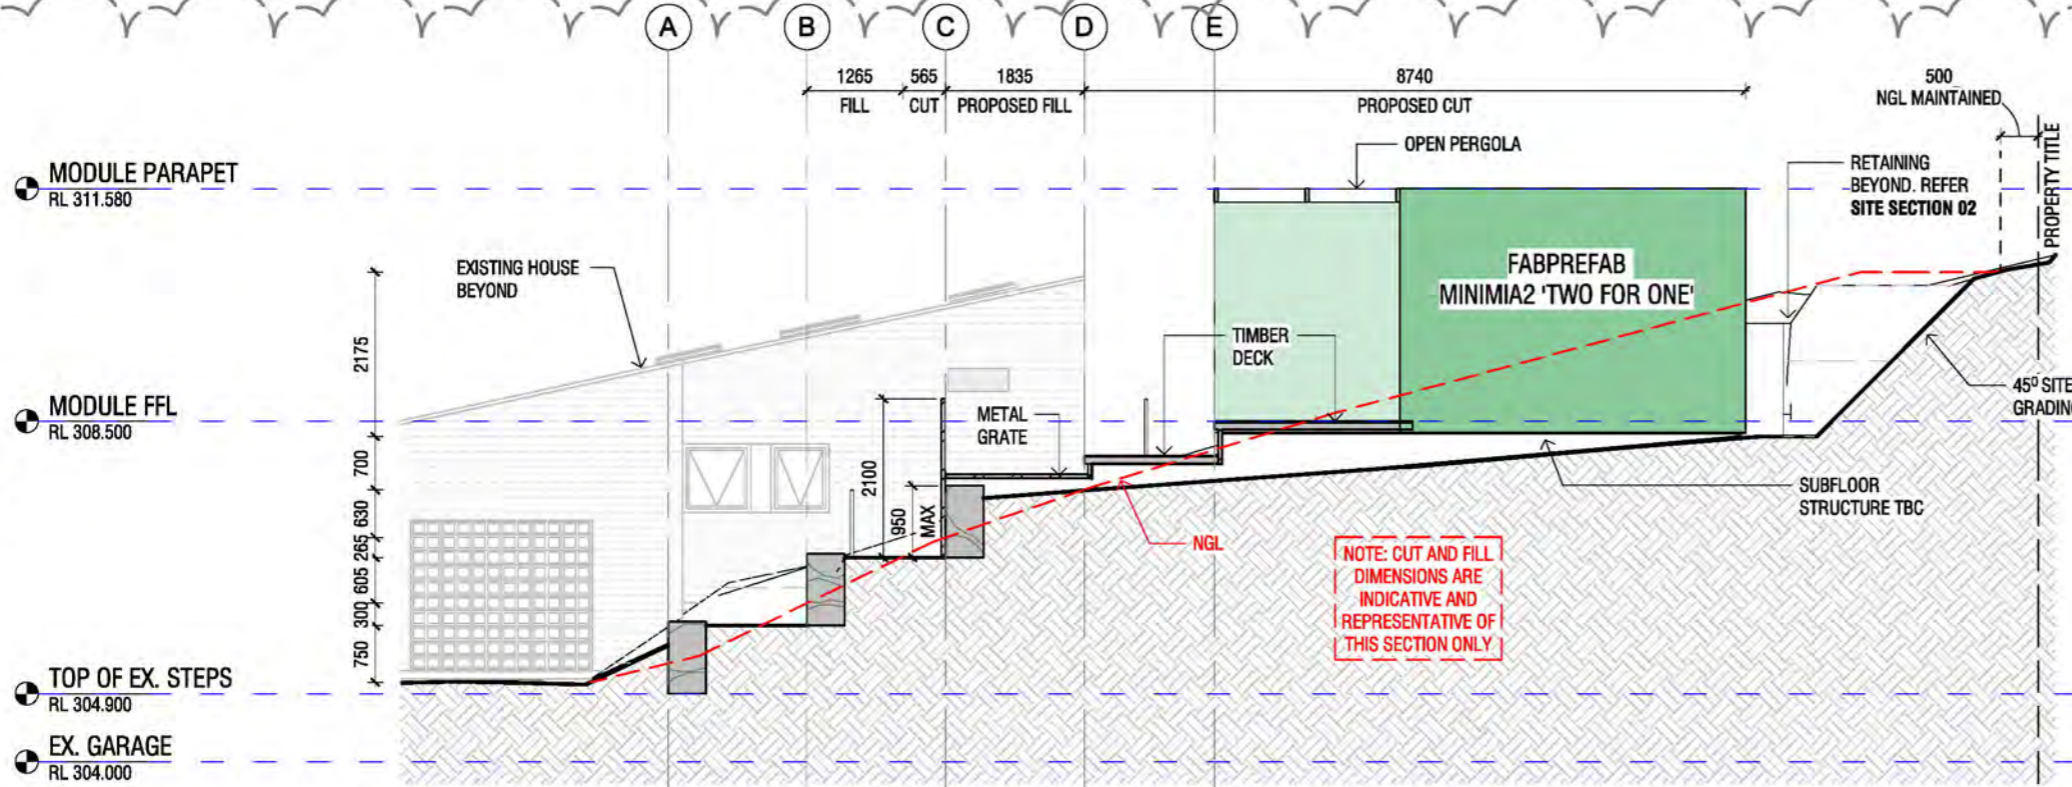 A
B
C
D
E
1265
565
1835
8740
500
FILL
CUT
PROPOSED FILL
PROPOSED CUT
NGL MAINTAINED
PROPERTY TITLE
MODULE PARAPET
RL 311.580
OPEN PERGOLA
RETAINING
BEYOND. REFER
SITE SECTION 02
EXISTING HOUSE
BEYOND
FABPREFAB
MINIMIA2 'TWO FOR ONE'
TIMBER
DECK
2175
MODULE FFL
RL 308.500
METAL
GRATE
45⁰ SITE
GRADING
700
2100
950
MAX
630
265
605
300
750
SUBFLOOR
STRUCTURE TBC
NGL
NOTE: CUT AND FILL
DIMENSIONS ARE
INDICATIVE AND
REPRESENTATIVE OF
THIS SECTION ONLY
TOP OF EX. STEPS
RL 304.900
EX. GARAGE
RL 304.000